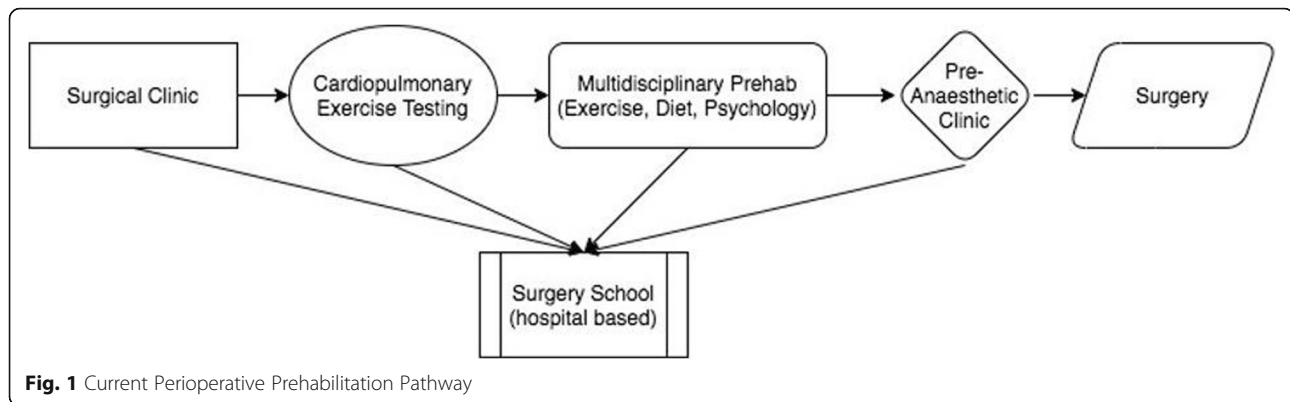 Surgical Clinic
Cardiopulmonary
Exercise Testing
Multidisciplinary Prehab
(Exercise, Diet, Psychology)
Pre-
Anaesthetic
Clinic
Surgery
Surgery School
(hospital based)
Fig. 1 Current Perioperative Prehabilitation Pathway